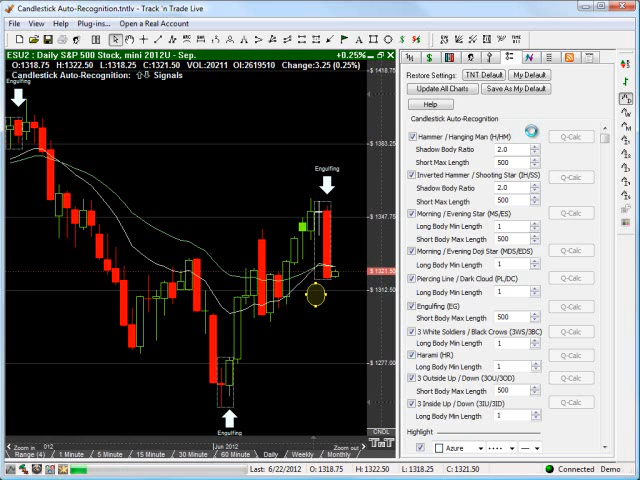 Candlestick Auto-Recognition.tntlv - Track 'n Trade Live
File View Help Plug-ins... Open a Real Account
ESU2 : Daily S&P 500 Stock, mini 2012U - Sep. +0.25%
O:1318.75 H:1322.50 L:1318.25 C:1321.50 VOL:20211 OI:2619510 Change:3.25 (0.25%)
Candlestick Auto-Recognition: Signals
Engulfing
Engulfing
Engulfing
$ 1418.75
$ 1383.25
$ 1347.75
$ 1321.50
$ 1312.50
$ 1277.00
CNDL
Zoom in 012 Jun 2012 Zoom out
Range (4) 1 Minute 5 Minute 15 Minute 30 Minute 60 Minute Daily Weekly Monthly
TnT
Restore Settings: TNT Default My Default
Update All Charts Save As My Default
Help
Candlestick Auto-Recognition
Hammer / Hanging Man (H/HM) Q-Calc
Shadow Body Ratio 2.0
Short Max Length 500
Inverted Hammer / Shooting Star (IH/SS) Q-Calc
Shadow Body Ratio 2.0
Short Max Length 500
Morning / Evening Star (MS/ES) Q-Calc
Long Body Min Length 1
Short Body Max Length 500
Morning / Evening Doji Star (MDS/EDS) Q-Calc
Long Body Min Length 1
Piercing Line / Dark Cloud (PL/DC) Q-Calc
Long Body Min Length 1
Engulfing (EG) Q-Calc
Short Body Max Length 500
3 White Soldiers / Black Crows (3WS/3BC) Q-Calc
Long Body Min Length 1
Harami (HR) Q-Calc
Long Body Min Length 1
3 Outside Up / Down (3OU/3OD) Q-Calc
Short Body Max Length 500
3 Inside Up / Down (3IU/3ID) Q-Calc
Long Body Min Length 1
Highlight
Azure
Last: 6/22/2012 O: 1318.75 H: 1322.50 L: 1318.25 C: 1321.50 Connected Demo